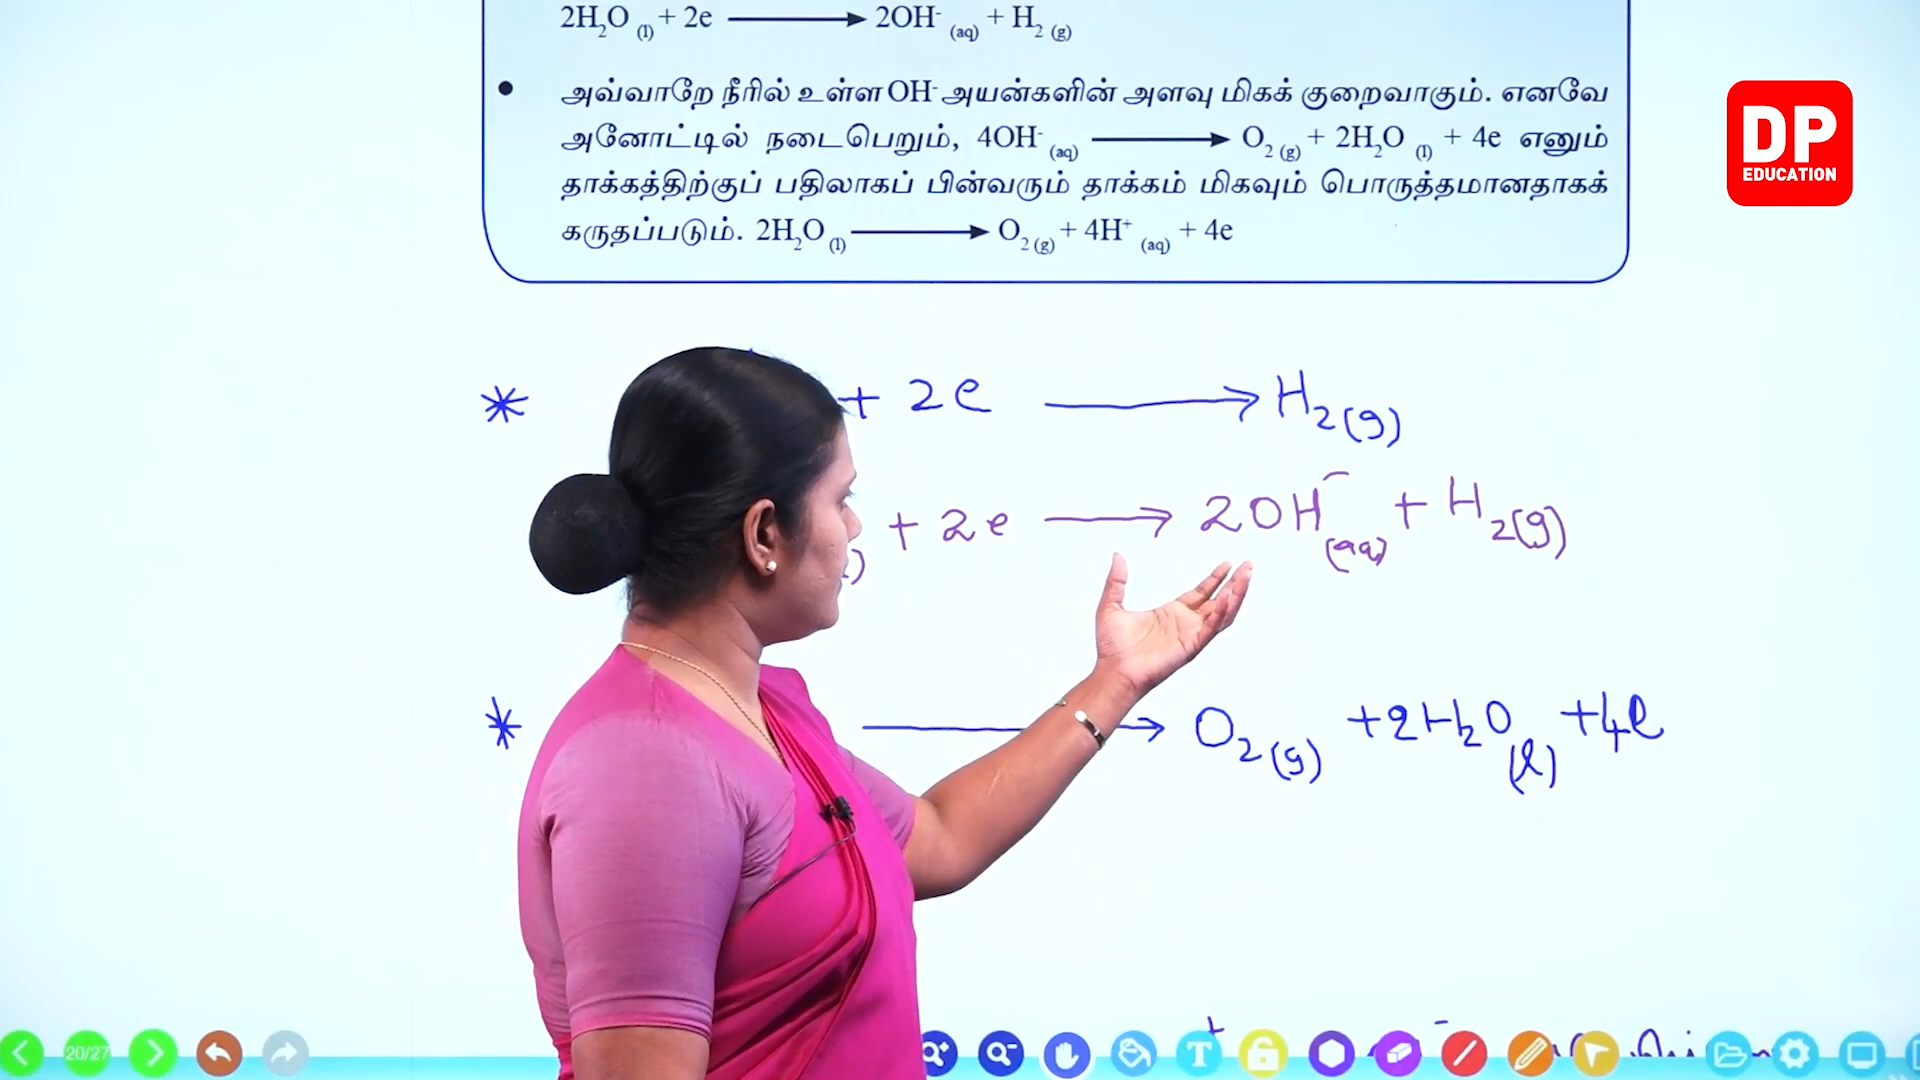 2H₂O (l) + 2e ⟶ 2OH⁻ (aq) + H₂ (g)
• அவ்வாறே நீரில் உள்ள OH⁻ அயன்களின் அளவு மிகக் குறைவாகும். எனவே
அனோட்டில் நடைபெறும், 4OH⁻ (aq) ⟶ O₂ (g) + 2H₂O (l) + 4e எனும்
தாக்கத்திற்குப் பதிலாகப் பின்வரும் தாக்கம் மிகவும் பொருத்தமானதாகக்
கருதப்படும். 2H₂O (l) ⟶ O₂ (g) + 4H⁺ (aq) + 4e
DP
EDUCATION
* + 2e ⟶ H₂(g)
+ 2e ⟶ 2OH⁻(aq) + H₂(g)
* ⟶ O₂(g) + 2H₂O(l) + 4e
20/27
T